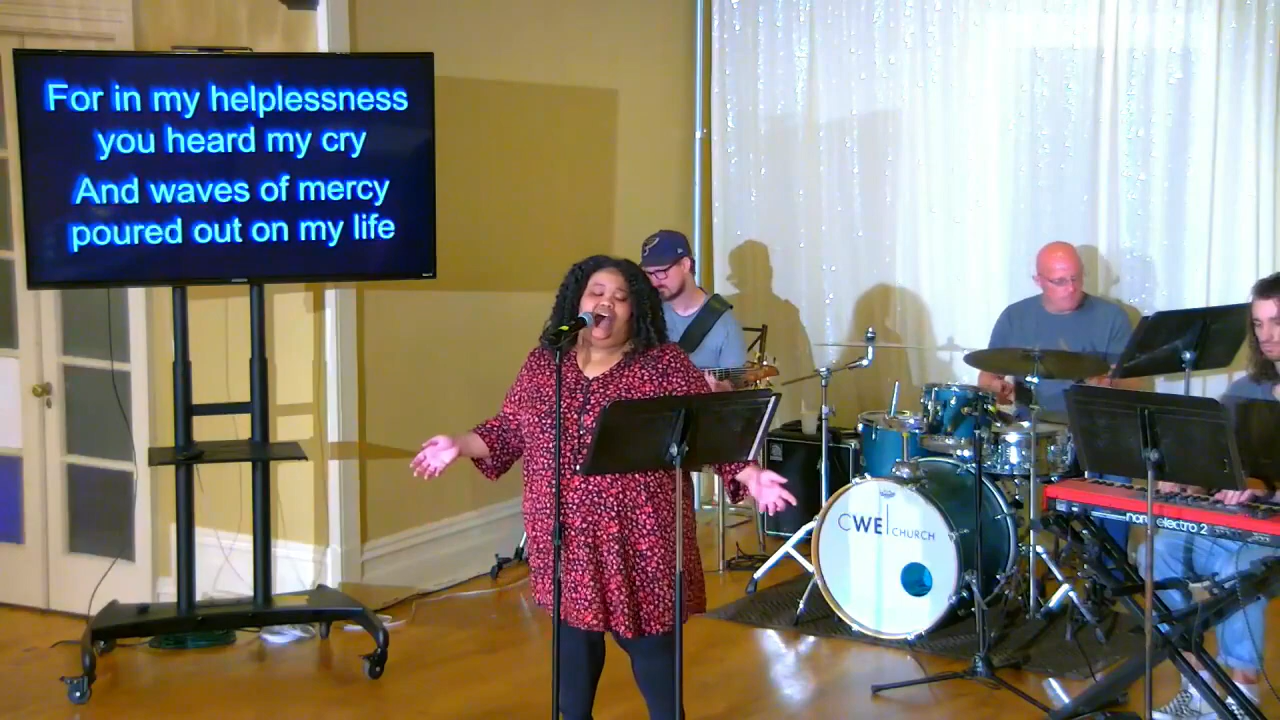 For in my helplessness
you heard my cry
And waves of mercy
poured out on my life
CWE CHURCH
nord electro 2